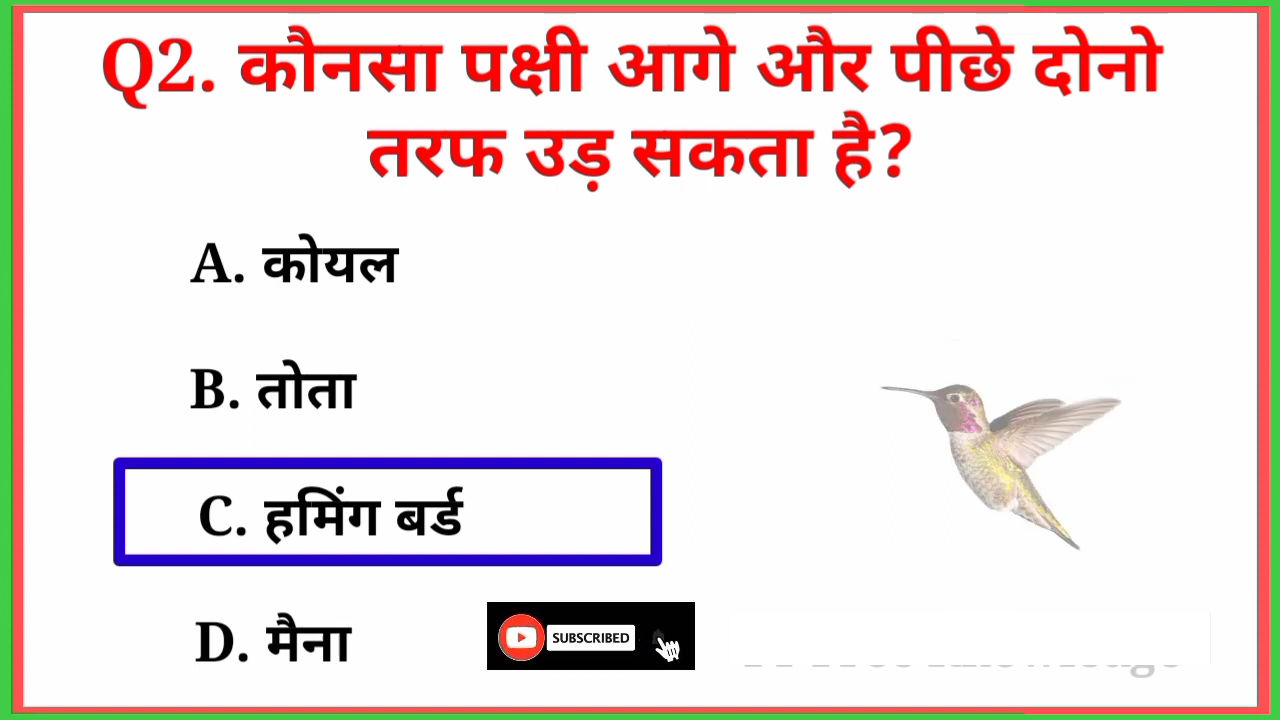 Q2. कौनसा पक्षी आगे और पीछे दोनो
तरफ उड़ सकता है?
A. कोयल
B. तोता
C. हमिंग बर्ड
D. मैना
SUBSCRIBED